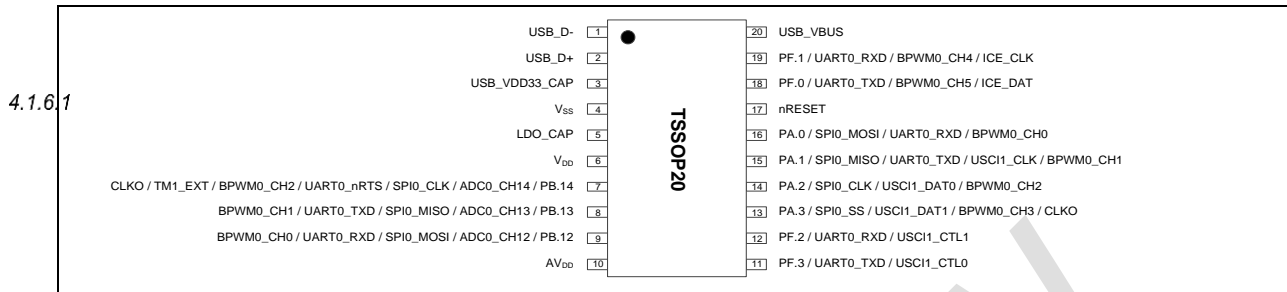 4.1.6.1
USB_D- 1
USB_D+ 2
USB_VDD33_CAP 3
VSS 4
LDO_CAP 5
VDD 6
CLKO / TM1_EXT / BPWM0_CH2 / UART0_nRTS / SPI0_CLK / ADC0_CH14 / PB.14 7
BPWM0_CH1 / UART0_TXD / SPI0_MISO / ADC0_CH13 / PB.13 8
BPWM0_CH0 / UART0_RXD / SPI0_MOSI / ADC0_CH12 / PB.12 9
AVDD 10
TSSOP20
20 USB_VBUS
19 PF.1 / UART0_RXD / BPWM0_CH4 / ICE_CLK
18 PF.0 / UART0_TXD / BPWM0_CH5 / ICE_DAT
17 nRESET
16 PA.0 / SPI0_MOSI / UART0_RXD / BPWM0_CH0
15 PA.1 / SPI0_MISO / UART0_TXD / USCI1_CLK / BPWM0_CH1
14 PA.2 / SPI0_CLK / USCI1_DAT0 / BPWM0_CH2
13 PA.3 / SPI0_SS / USCI1_DAT1 / BPWM0_CH3 / CLKO
12 PF.2 / UART0_RXD / USCI1_CTL1
11 PF.3 / UART0_TXD / USCI1_CTL0